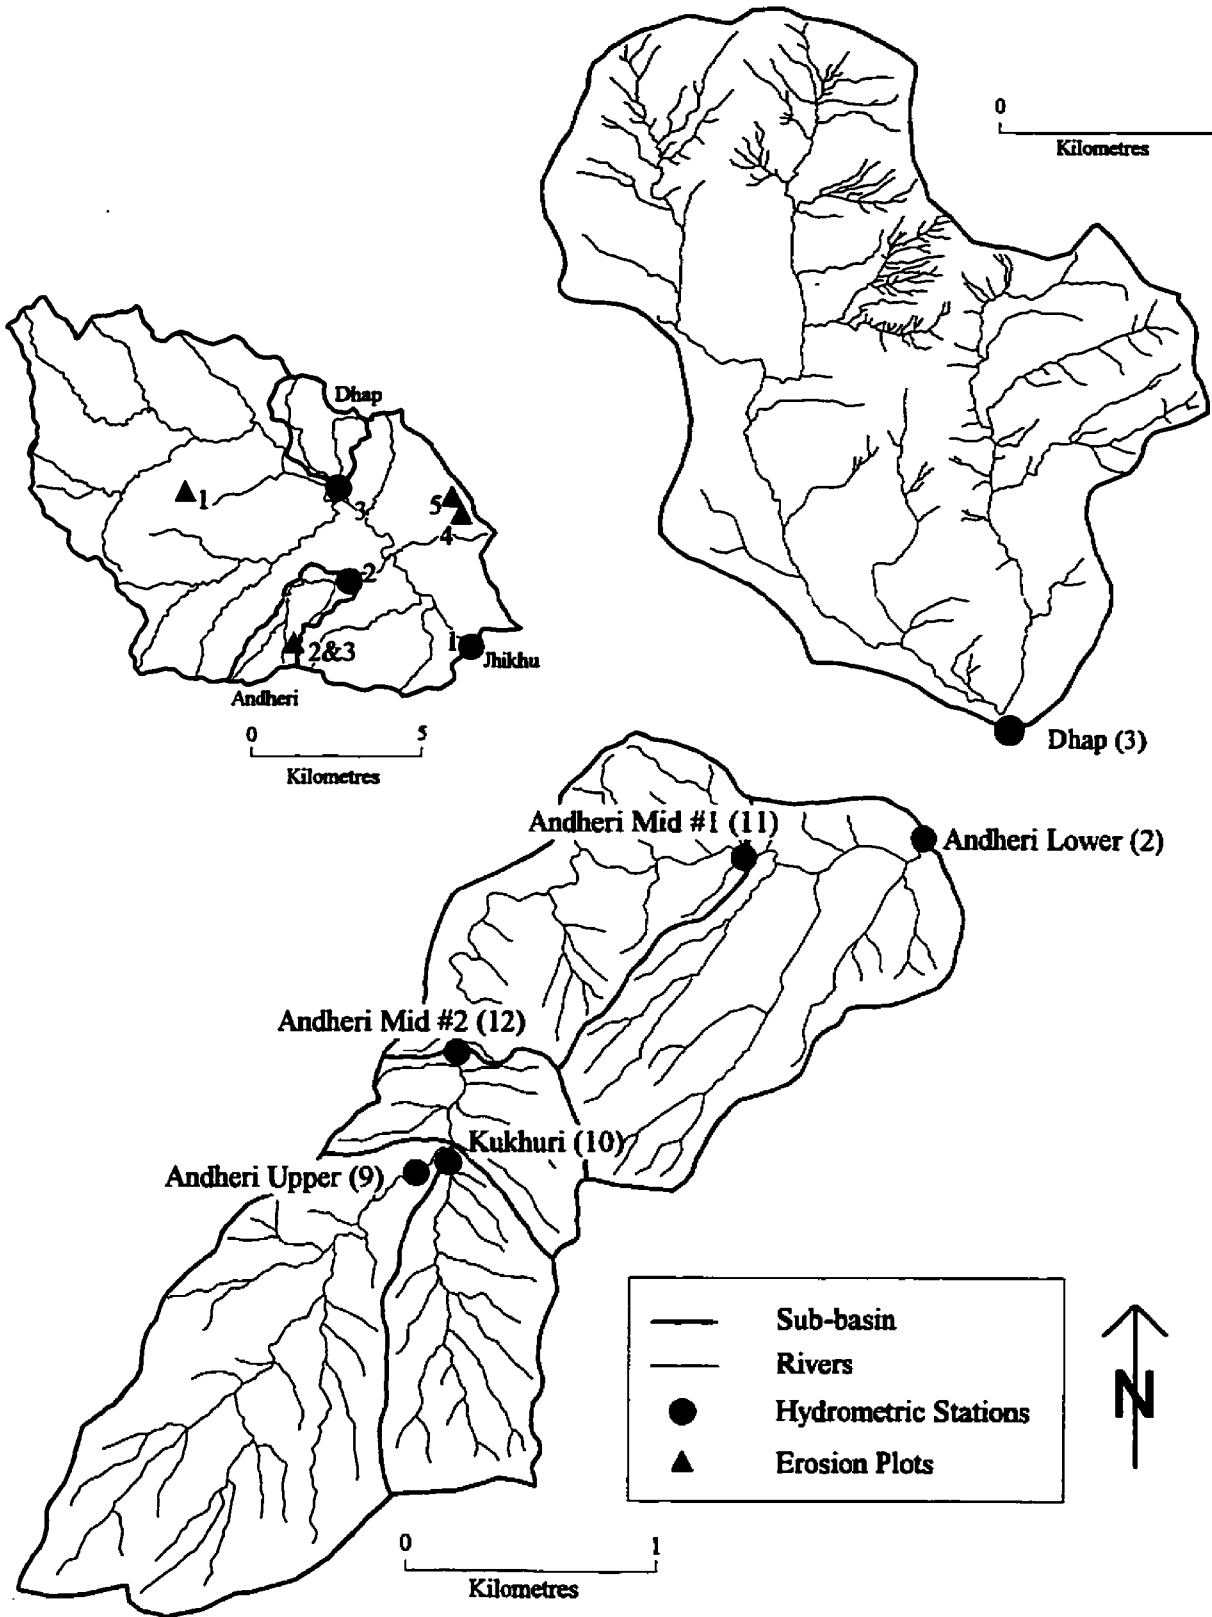 0
Kilometres
Dhap
1
3
5
4
2
2&3
1
Jhikhu
Andheri
0 5
Kilometres
Dhap (3)
Andheri Mid #1 (11)
Andheri Lower (2)
Andheri Mid #2 (12)
Kukhuri (10)
Andheri Upper (9)
Sub-basin
Rivers
Hydrometric Stations
Erosion Plots
N
0 1
Kilometres